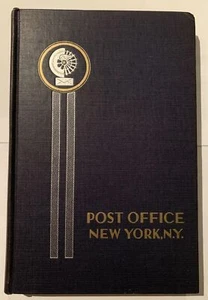 POST OFFICE
NEW YORK, N.Y.